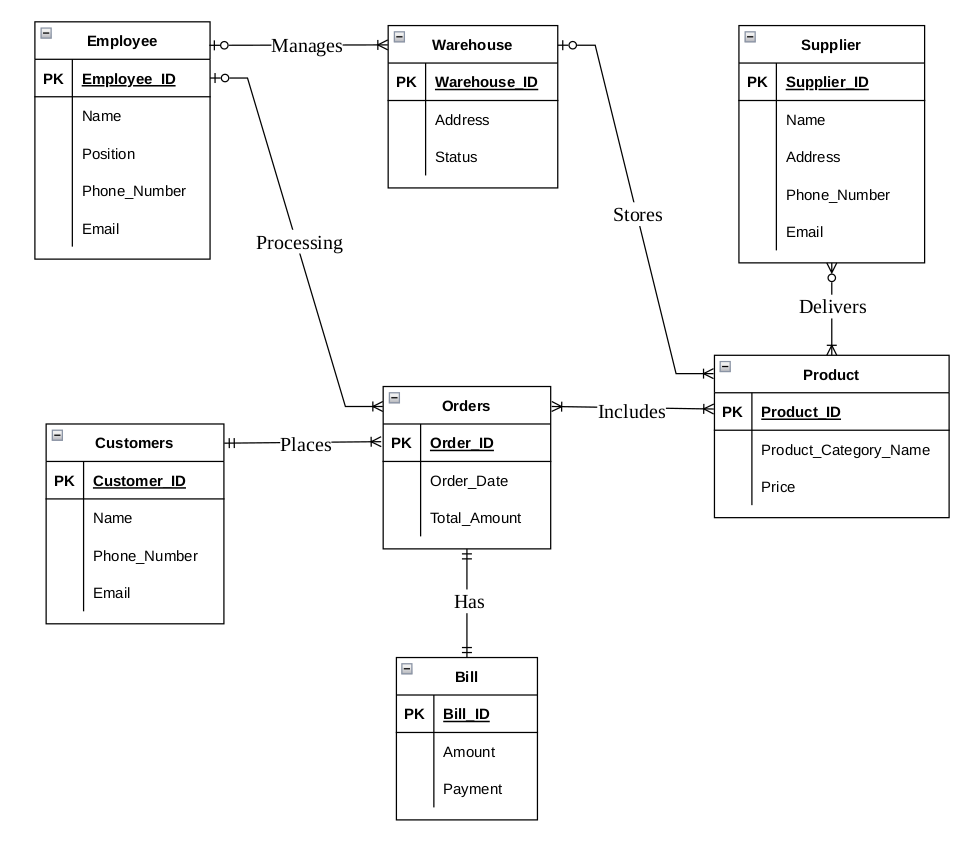 Employee
PK Employee_ID
Name
Position
Phone_Number
Email
Manages
Warehouse
PK Warehouse_ID
Address
Status
Supplier
PK Supplier_ID
Name
Address
Phone_Number
Email
Processing
Stores
Delivers
Customers
PK Customer_ID
Name
Phone_Number
Email
Places
Orders
PK Order_ID
Order_Date
Total_Amount
Includes
Product
PK Product_ID
Product_Category_Name
Price
Has
Bill
PK Bill_ID
Amount
Payment